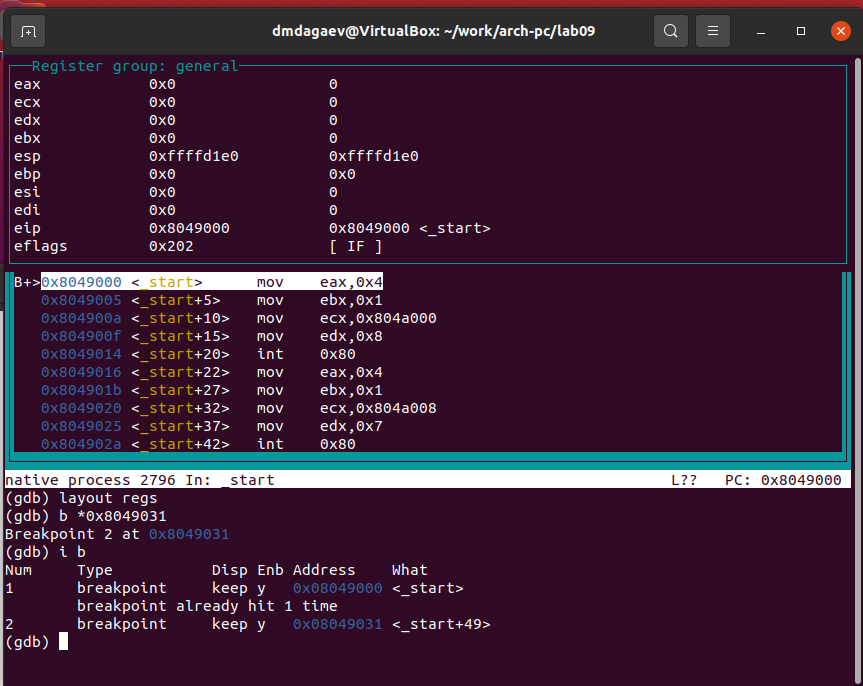 dmdagaev@VirtualBox: ~/work/arch-pc/lab09
Register group: general
eax 0x0 0
ecx 0x0 0
edx 0x0 0
ebx 0x0 0
esp 0xffffd1e0 0xffffd1e0
ebp 0x0 0x0
esi 0x0 0
edi 0x0 0
eip 0x8049000 0x8049000 <_start>
eflags 0x202 [ IF ]
B+>0x8049000 <_start> mov eax,0x4
0x8049005 <_start+5> mov ebx,0x1
0x804900a <_start+10> mov ecx,0x804a000
0x804900f <_start+15> mov edx,0x8
0x8049014 <_start+20> int 0x80
0x8049016 <_start+22> mov eax,0x4
0x804901b <_start+27> mov ebx,0x1
0x8049020 <_start+32> mov ecx,0x804a008
0x8049025 <_start+37> mov edx,0x7
0x804902a <_start+42> int 0x80
native process 2796 In: _start L?? PC: 0x8049000
(gdb) layout regs
(gdb) b *0x8049031
Breakpoint 2 at 0x8049031
(gdb) i b
Num Type Disp Enb Address What
1 breakpoint keep y 0x08049000 <_start>
breakpoint already hit 1 time
2 breakpoint keep y 0x08049031 <_start+49>
(gdb)